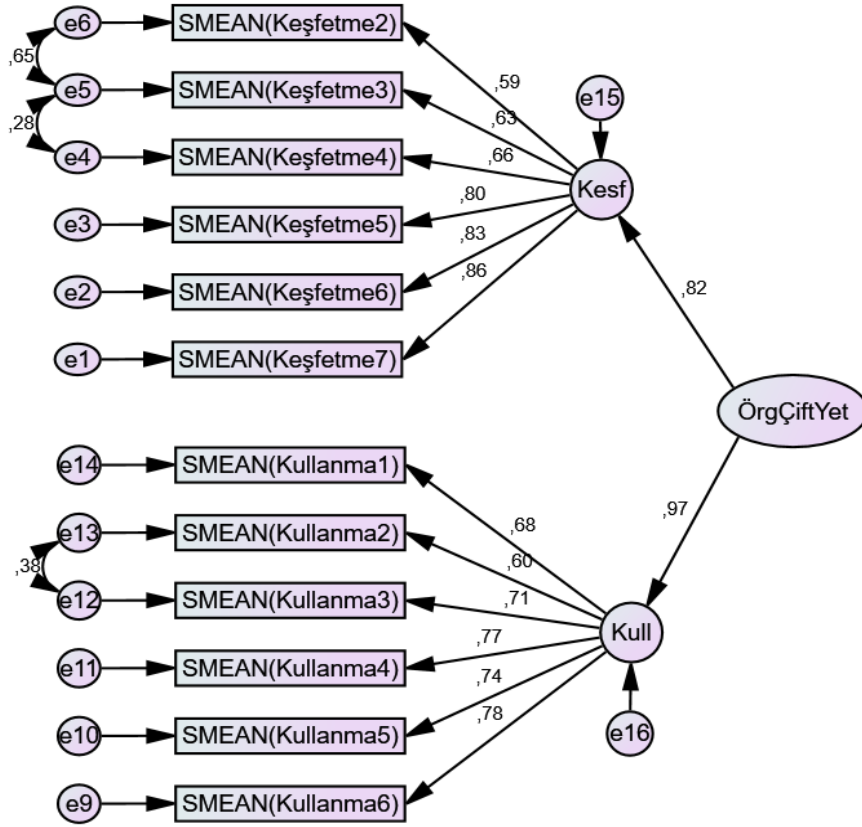 e6
SMEAN(Keşfetme2)
,65
e5
SMEAN(Keşfetme3)
,28
e4
SMEAN(Keşfetme4)
e3
SMEAN(Keşfetme5)
e2
SMEAN(Keşfetme6)
e1
SMEAN(Keşfetme7)
,59
,63
,66
,80
,83
,86
e15
Kesf
,82
ÖrgÇiftYet
,97
e14
SMEAN(Kullanma1)
e13
SMEAN(Kullanma2)
,38
e12
SMEAN(Kullanma3)
e11
SMEAN(Kullanma4)
e10
SMEAN(Kullanma5)
e9
SMEAN(Kullanma6)
,68
,60
,71
,77
,74
,78
Kull
e16